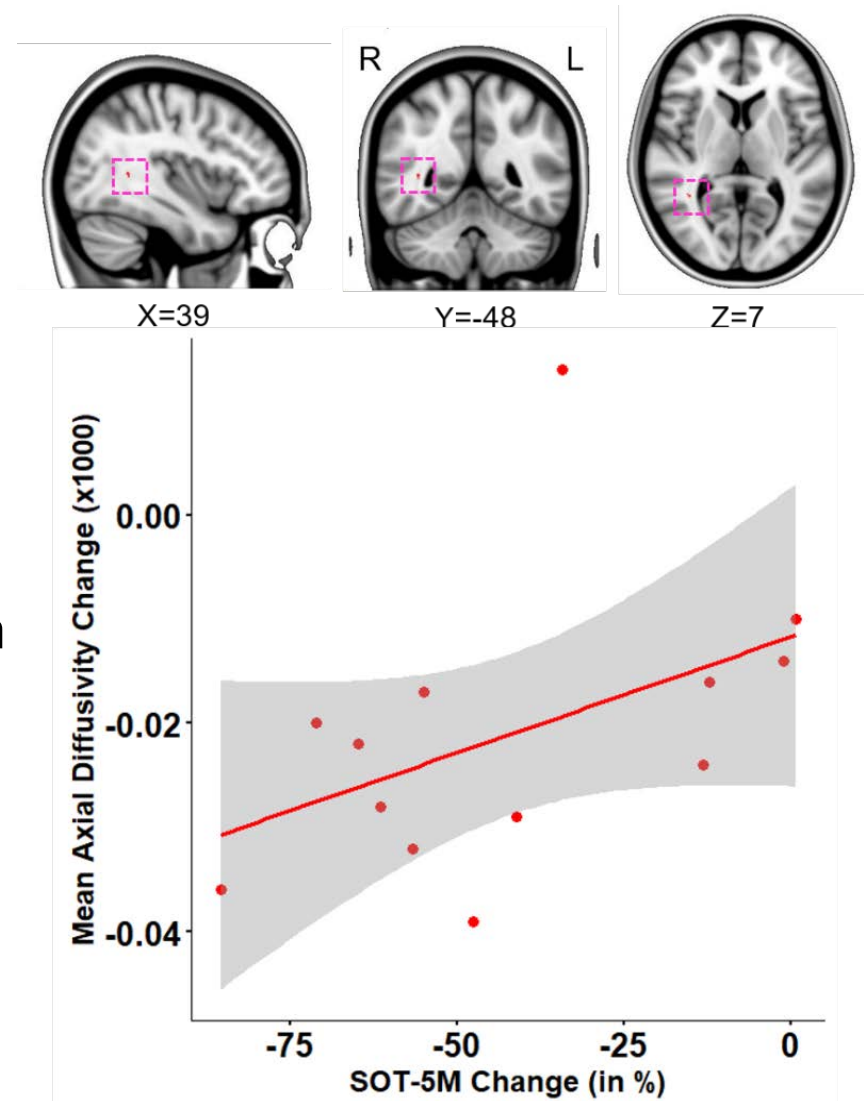 R
L
X=39
Y=-48
Z=7
Mean Axial Diffusivity Change (x1000)
0.00
-0.02
-0.04
-75
-50
-25
0
SOT-5M Change (in %)